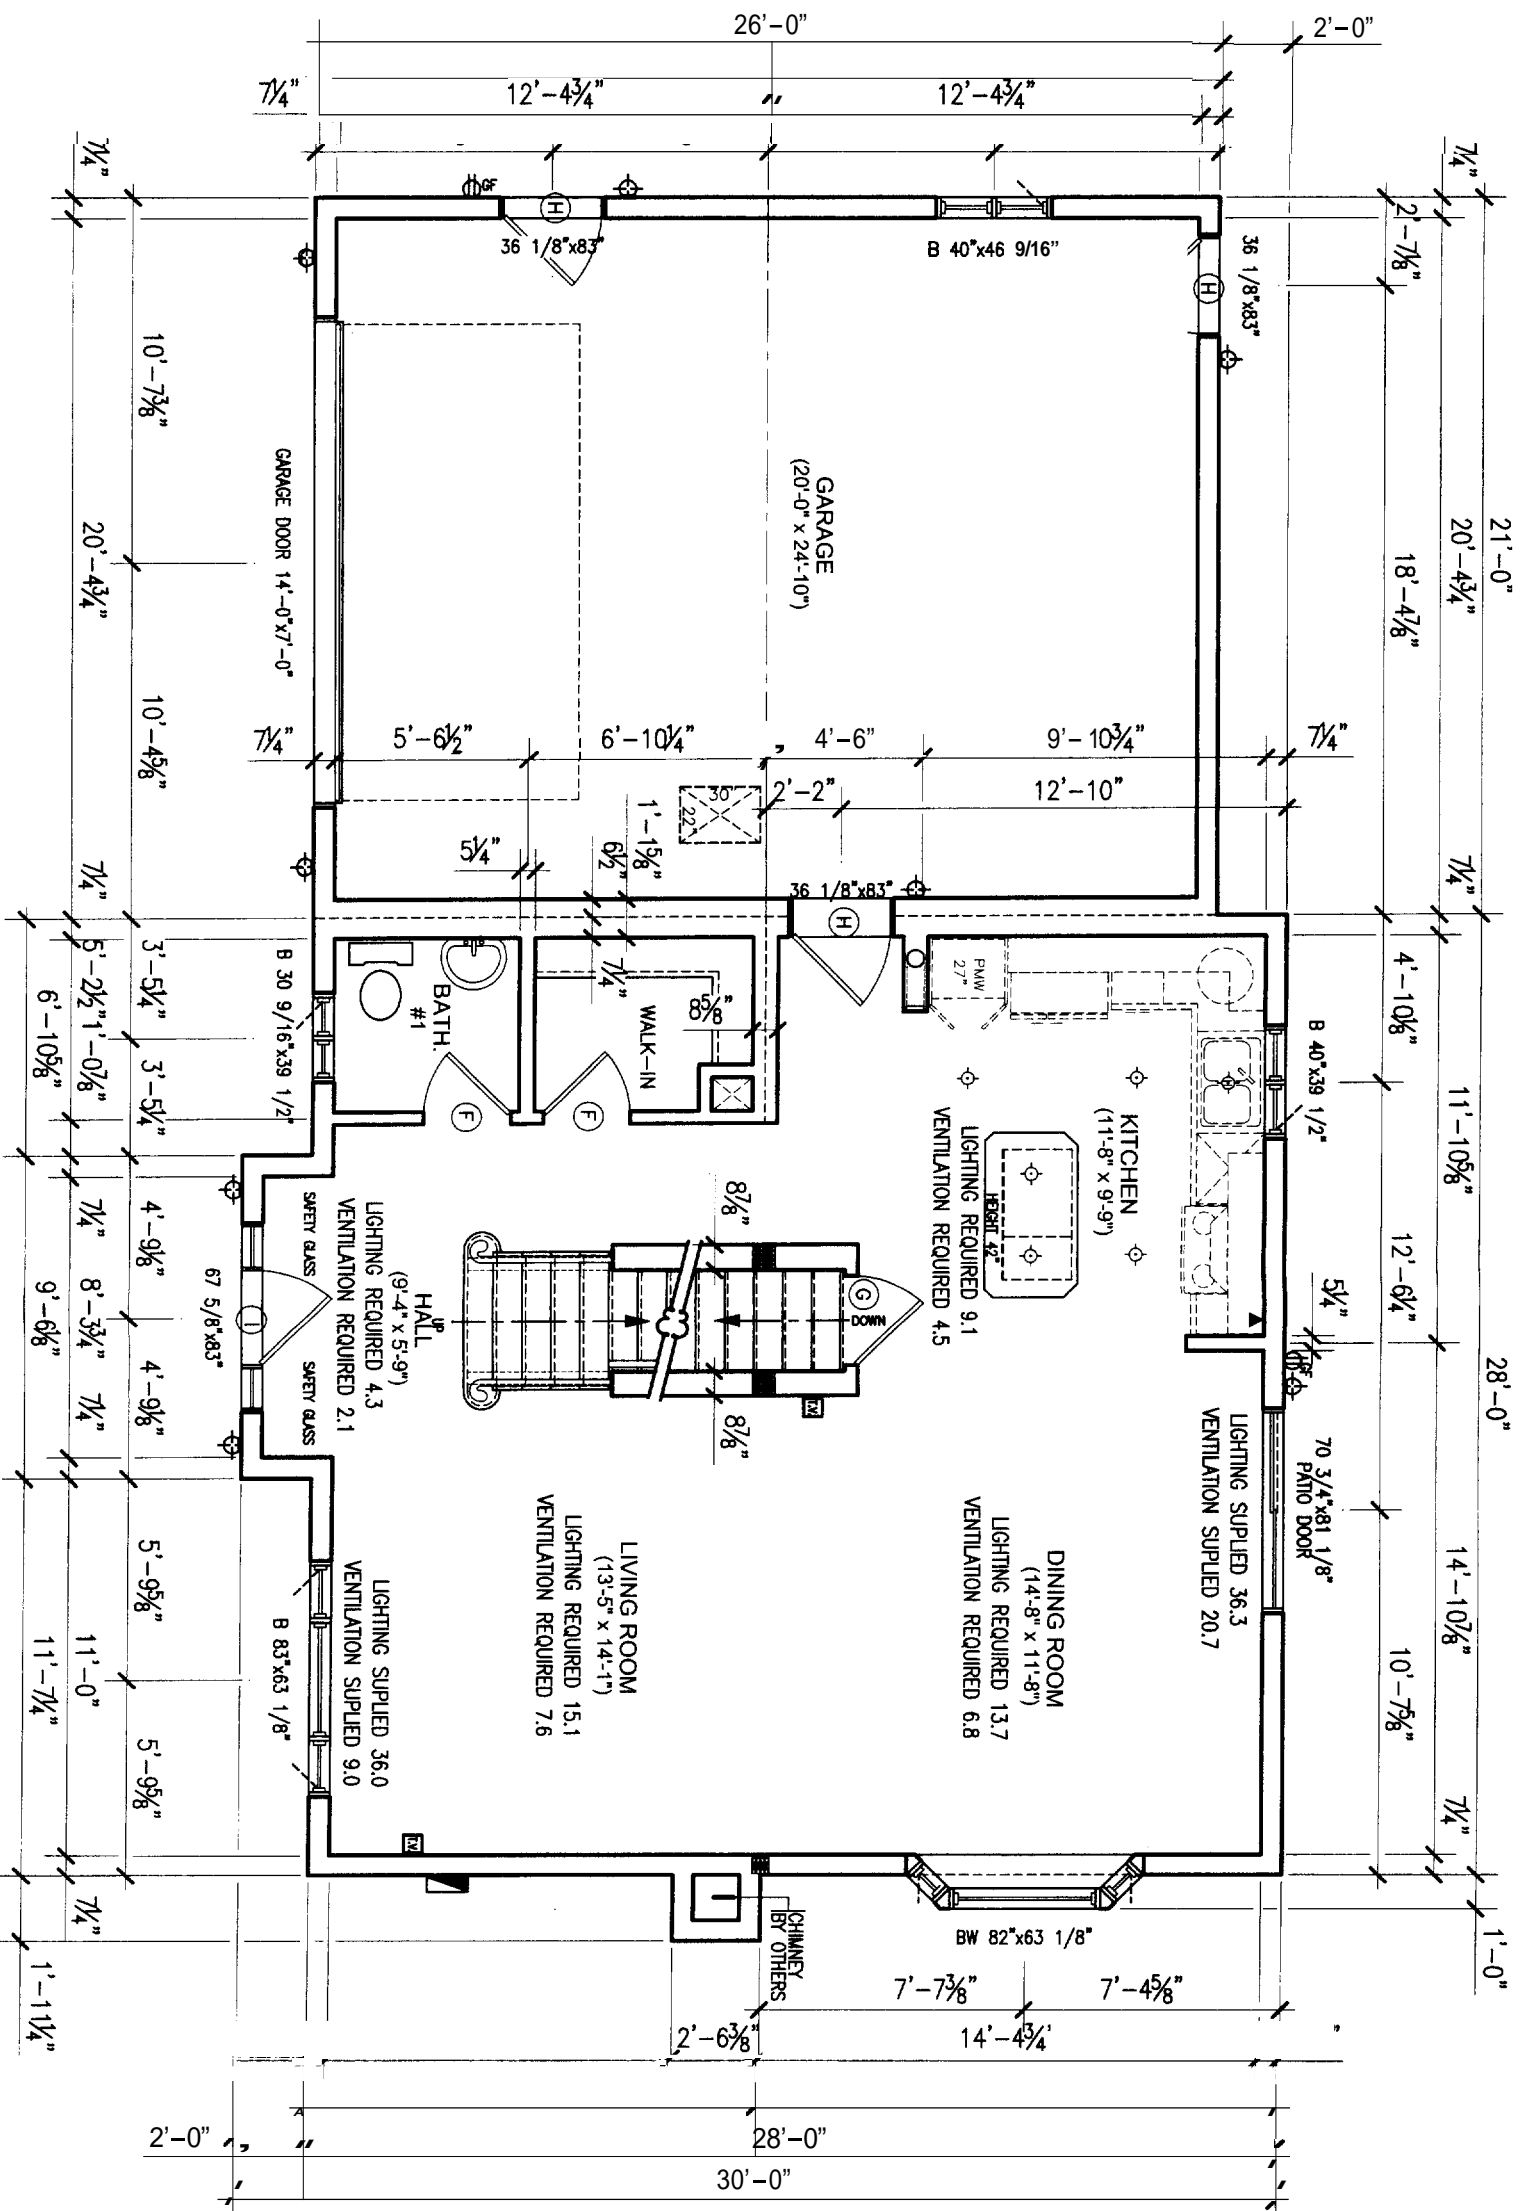 26'-0"
2'-0"
7¼"
12'-4¾"
12'-4¾"
7¼"
7¼"
GF
H
36 1/8"x83"
B 40"x46 9/16"
H
36 1/8"x83"
2'-7⅛"
21'-0"
20'-4¾"
18'-4⅞"
10'-7⅜"
20'-4¾"
10'-4⅝"
GARAGE DOOR 14'-0"x7'-0"
GARAGE
(20'-0" x 24'-10")
7¼"
5'-6½"
6'-10¼"
4'-6"
9'-10¾"
7¼"
2'-2"
12'-10"
30"
22"
1'-1⅝"
6½"
5¼"
36 1/8"x83"
H
7¼"
7¼"
5'-2½"
1'-0⅞"
6'-10⅝"
3'-5¼"
3'-5¼"
B 30 9/16"x39 1/2"
BATH.
#1
7¼"
WALK-IN
8⅝"
F
F
PMW
27"
4'-10⅛"
11'-10⅝"
B 40"x39 1/2"
KITCHEN
(11'-8" x 9'-9")
LIGHTING REQUIRED 9.1
VENTILATION REQUIRED 4.5
HEIGHT 42"
12'-6¼"
5¼"
28'-0"
8⅞"
8⅞"
G
DOWN
UP
HALL
(9'-4" x 5'-9")
LIGHTING REQUIRED 4.3
VENTILATION REQUIRED 2.1
SAFETY GLASS
SAFETY GLASS
I
67 5/8"x83"
7¼"
4'-9⅛"
8'-3¾"
9'-6⅛"
4'-9⅛"
7¼"
T.V.
GF
70 3/4"x81 1/8"
PATIO DOOR
LIGHTING SUPLIED 36.3
VENTILATION SUPLIED 20.7
14'-10⅞"
10'-7⅝"
7¼"
DINING ROOM
(14'-8" x 11'-8")
LIGHTING REQUIRED 13.7
VENTILATION REQUIRED 6.8
LIVING ROOM
(13'-5" x 14'-1")
LIGHTING REQUIRED 15.1
VENTILATION REQUIRED 7.6
LIGHTING SUPLIED 36.0
VENTILATION SUPLIED 9.0
B 83"x63 1/8"
5'-9⅝"
11'-0"
11'-7¼"
5'-9⅝"
7¼"
1'-11¼"
T.V.
CHIMNEY
BY OTHERS
BW 82"x63 1/8"
1'-0"
7'-7⅜"
7'-4⅝"
2'-6⅜"
14'-4¾'
2'-0"
28'-0"
30'-0"